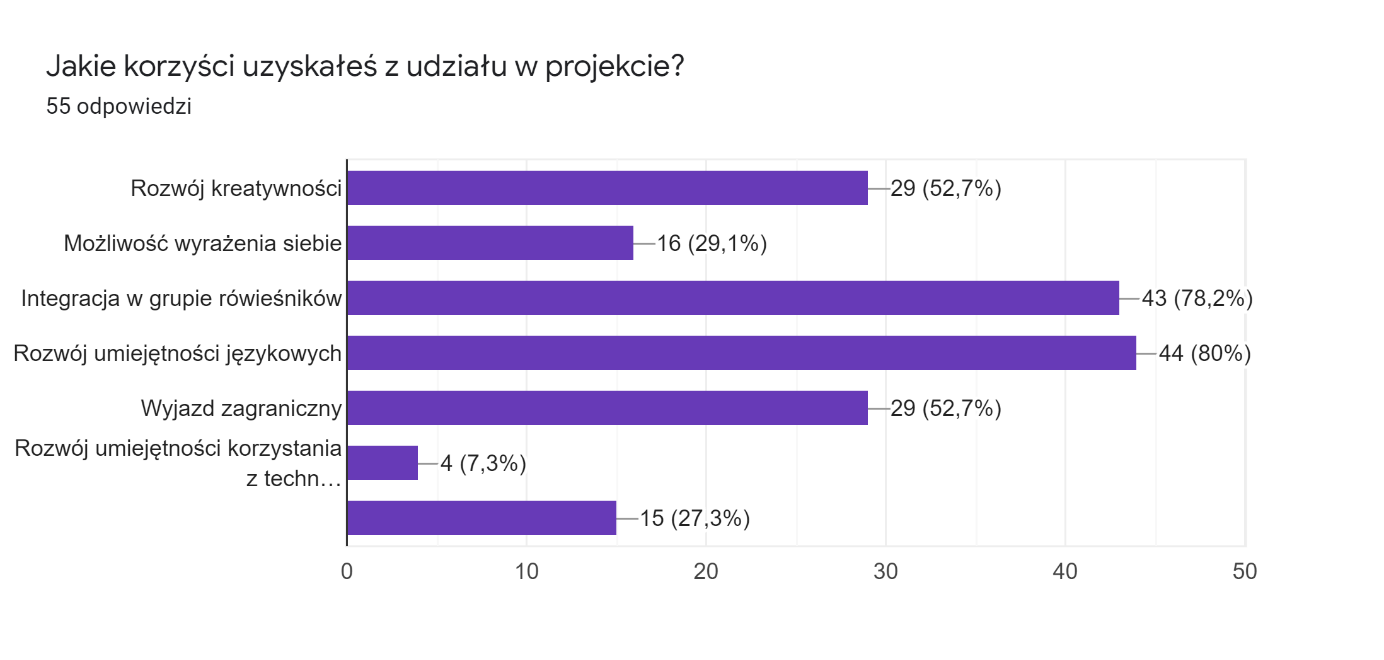 Jakie korzyści uzyskałeś z udziału w projekcie?
55 odpowiedzi
Rozwój kreatywności
29 (52,7%)
Możliwość wyrażenia siebie
16 (29,1%)
Integracja w grupie rówieśników
43 (78,2%)
Rozwój umiejętności językowych
44 (80%)
Wyjazd zagraniczny
29 (52,7%)
Rozwój umiejętności korzystania
z techn…
4 (7,3%)
15 (27,3%)
0 10 20 30 40 50